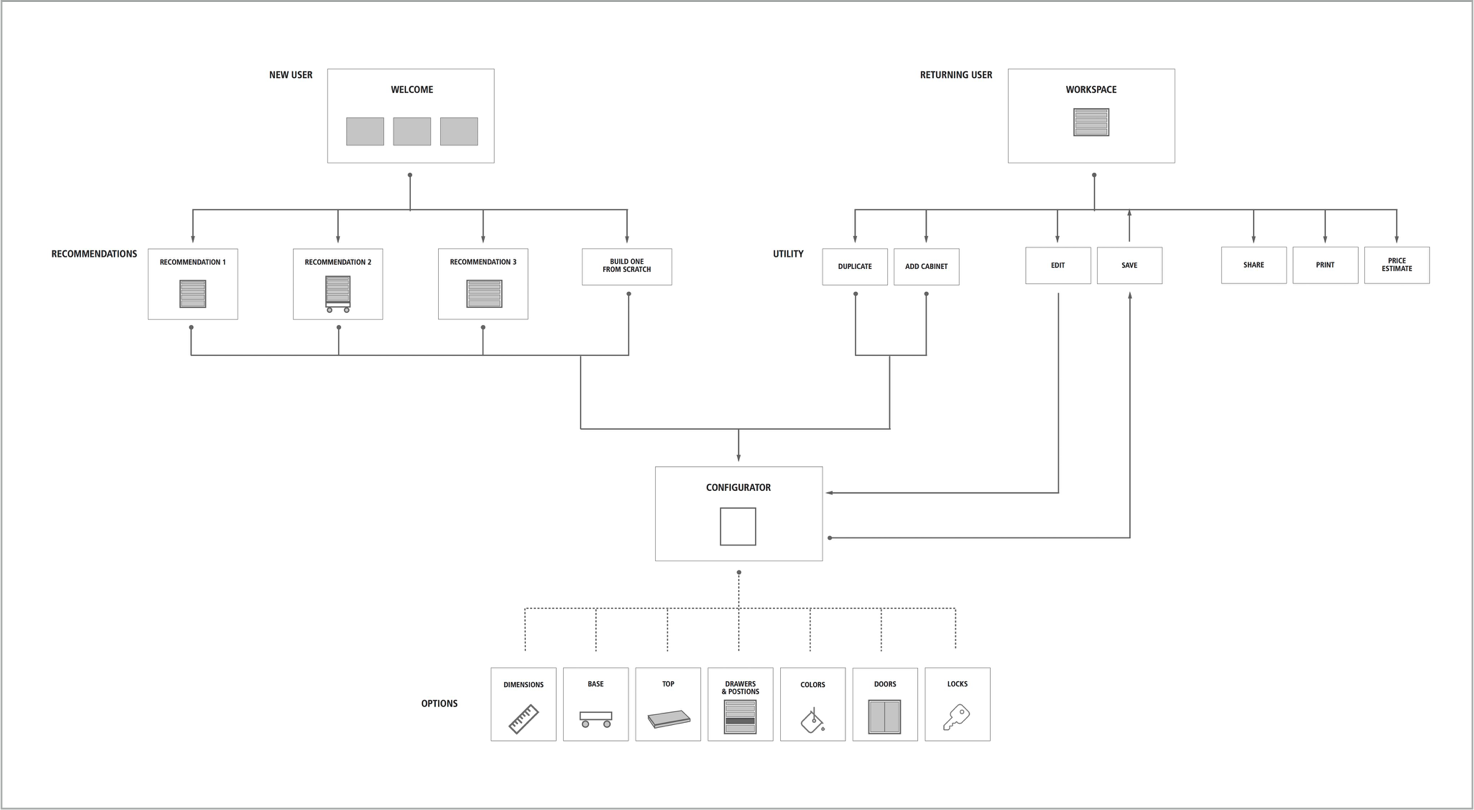 NEW USER
WELCOME
RETURNING USER
WORKSPACE
RECOMMENDATIONS
RECOMMENDATION 1
RECOMMENDATION 2
RECOMMENDATION 3
BUILD ONE
FROM SCRATCH
UTILITY
DUPLICATE
ADD CABINET
EDIT
SAVE
SHARE
PRINT
PRICE
ESTIMATE
CONFIGURATOR
OPTIONS
DIMENSIONS
BASE
TOP
DRAWERS
& POSTIONS
COLORS
DOORS
LOCKS